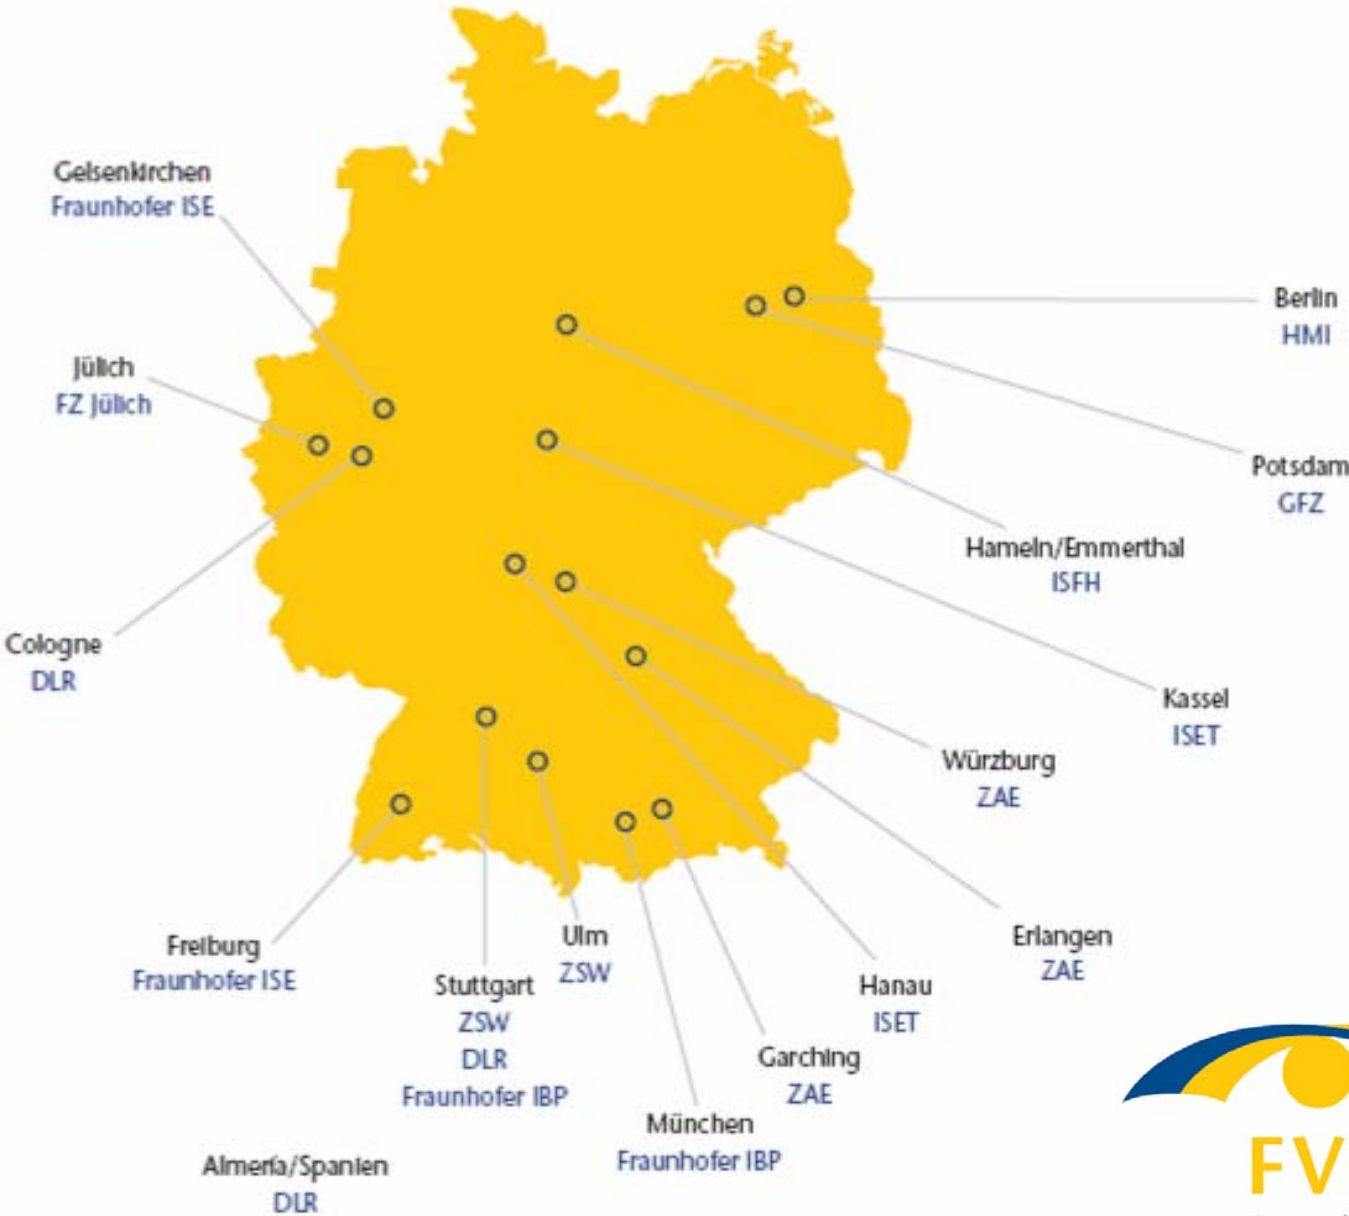 Gelsenkirchen
Fraunhofer ISE
Jülich
FZ Jülich
Cologne
DLR
Berlin
HMI
Potsdam
GFZ
Hameln/Emmerthal
ISFH
Kassel
ISET
Würzburg
ZAE
Erlangen
ZAE
Hanau
ISET
Garching
ZAE
München
Fraunhofer IBP
Ulm
ZSW
Stuttgart
ZSW
DLR
Fraunhofer IBP
Freiburg
Fraunhofer ISE
Almería/Spanien
DLR
FV